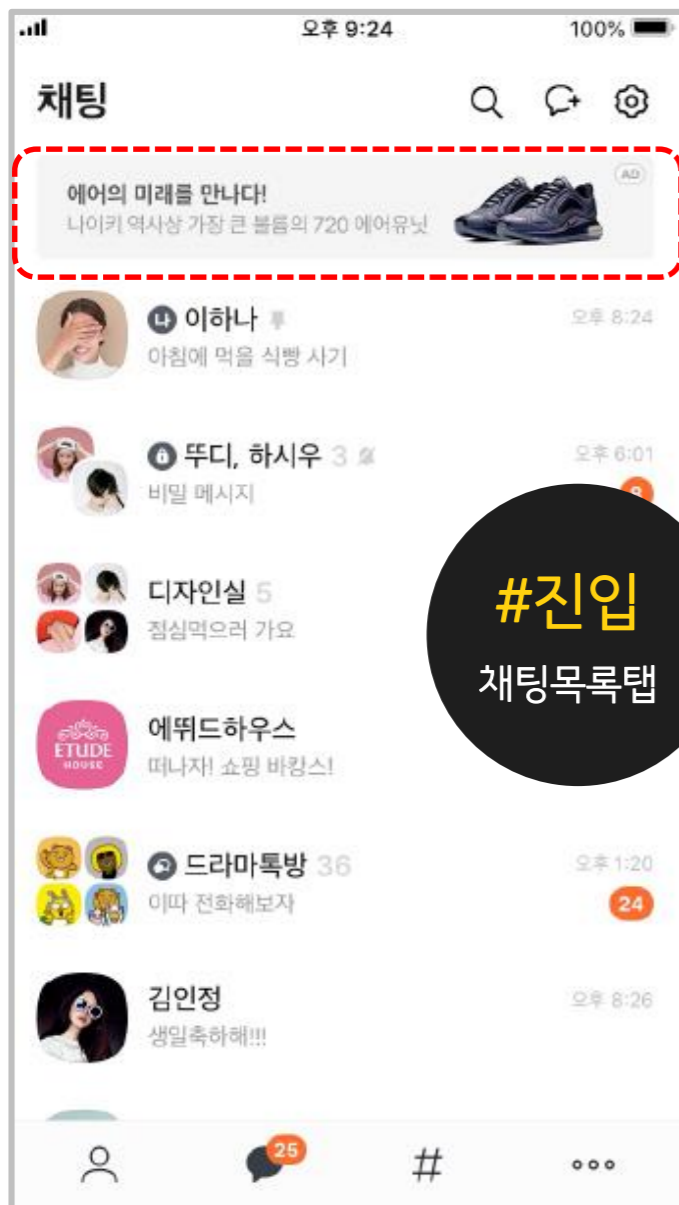 오후 9:24
100%
채팅
에어의 미래를 만나다!
나이키 역사상 가장 큰 볼륨의 720 에어유닛
AD
나 이하나
오후 8:24
아침에 먹을 식빵 사기
뚜디, 하시우 3
오후 6:01
비밀 메시지
디자인실 5
점심먹으러 가요
#진입
채팅목록탭
ETUDE
HOUSE
에뛰드하우스
떠나자! 쇼핑 바캉스!
드라마톡방 36
오후 1:20
이따 전화해보자
24
김인정
오후 8:26
생일축하해!!!
25
#